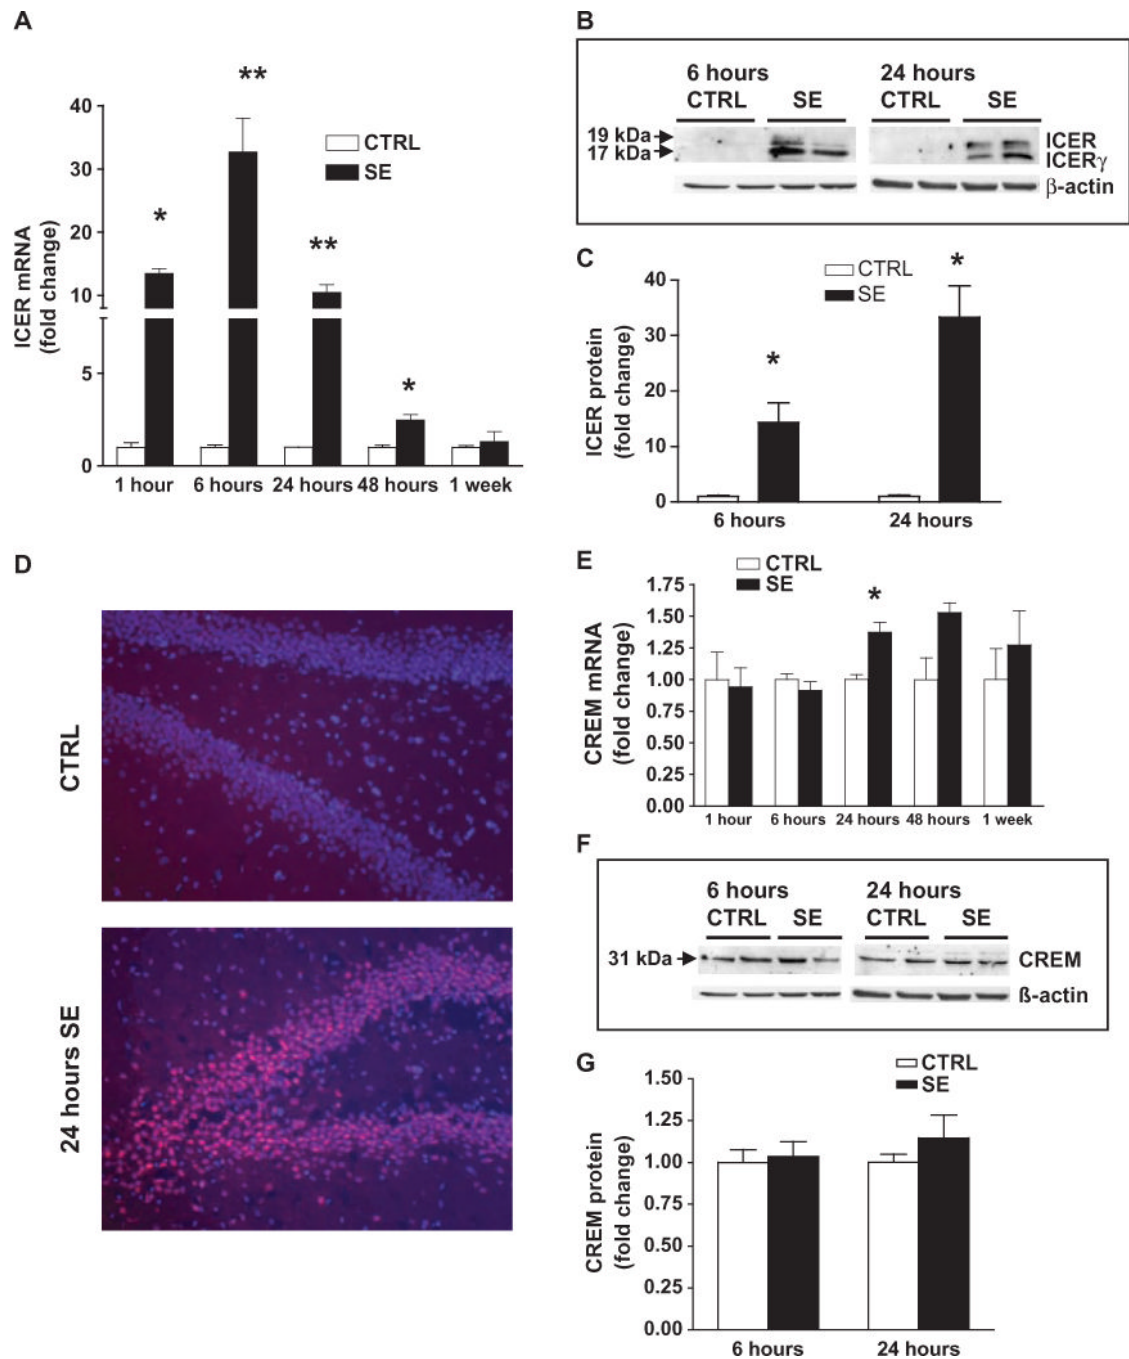 A
**
40
CTRL
SE
30
*
20
**
10
ICER mRNA
(fold change)
5
*
0
1 hour 6 hours 24 hours 48 hours 1 week
B
6 hours 24 hours
CTRL SE CTRL SE
19 kDa ICER
17 kDa ICERγ
β-actin
C
CTRL
SE
*
40
30
*
20
10
0
ICER protein
(fold change)
6 hours 24 hours
D
CTRL
24 hours SE
E
CTRL
SE
1.75
*
1.50
1.25
1.00
0.75
0.50
0.25
0.00
CREM mRNA
(fold change)
1 hour 6 hours 24 hours 48 hours 1 week
F
6 hours 24 hours
CTRL SE CTRL SE
31 kDa CREM
ß-actin
G
CTRL
SE
1.50
1.25
1.00
0.75
0.50
0.25
0.00
CREM protein
(fold change)
6 hours 24 hours